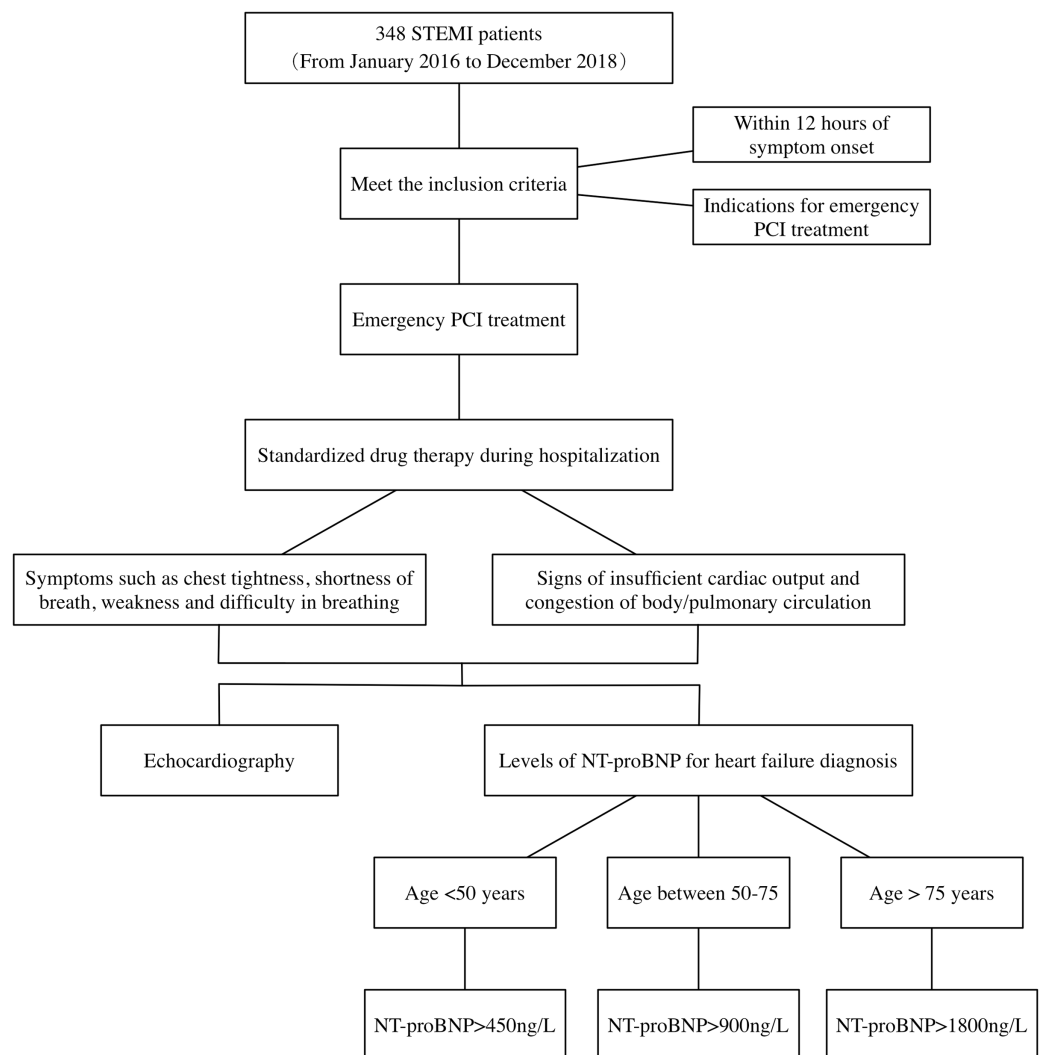 348 STEMI patients
（From January 2016 to December 2018）
Within 12 hours of
symptom onset
Meet the inclusion criteria
Indications for emergency
PCI treatment
Emergency PCI treatment
Standardized drug therapy during hospitalization
Symptoms such as chest tightness, shortness of
breath, weakness and difficulty in breathing
Signs of insufficient cardiac output and
congestion of body/pulmonary circulation
Echocardiography
Levels of NT-proBNP for heart failure diagnosis
Age <50 years
Age between 50-75
Age > 75 years
NT-proBNP>450ng/L
NT-proBNP>900ng/L
NT-proBNP>1800ng/L